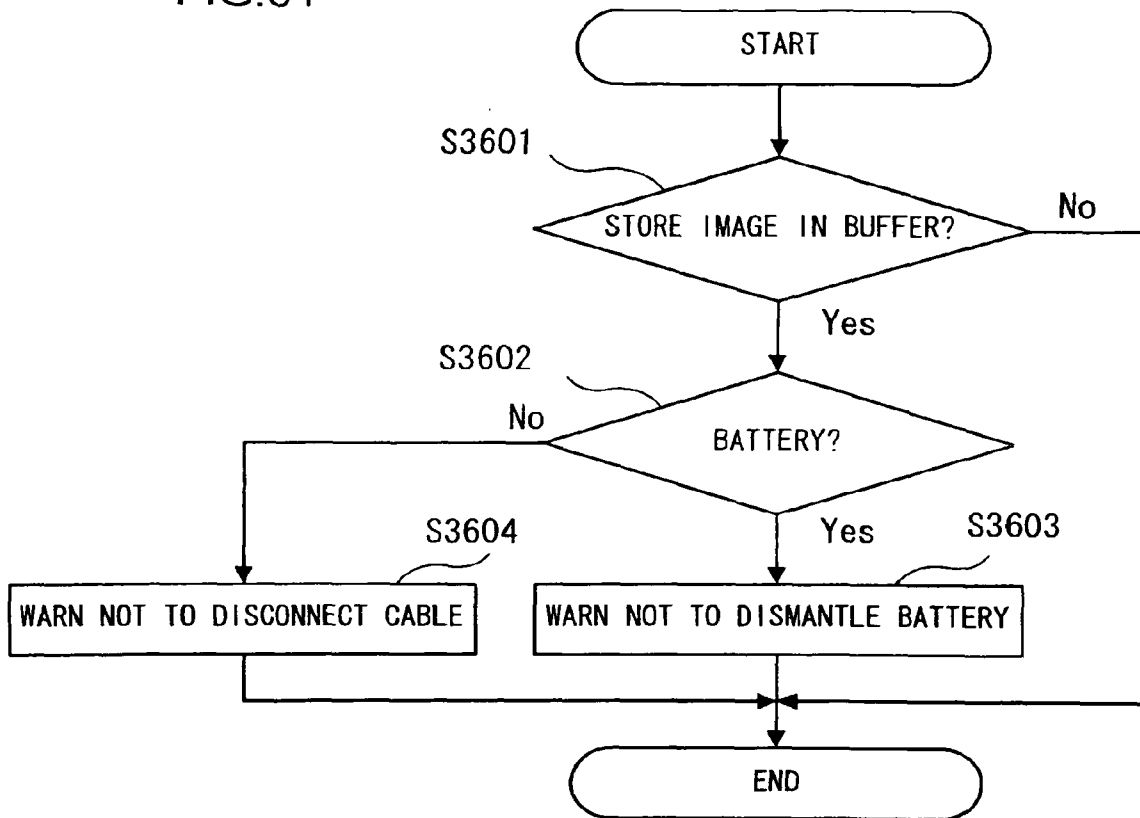 START
S3601
STORE IMAGE IN BUFFER?
No
Yes
S3602
No
BATTERY?
Yes
S3604
S3603
WARN NOT TO DISCONNECT CABLE
WARN NOT TO DISMANTLE BATTERY
END